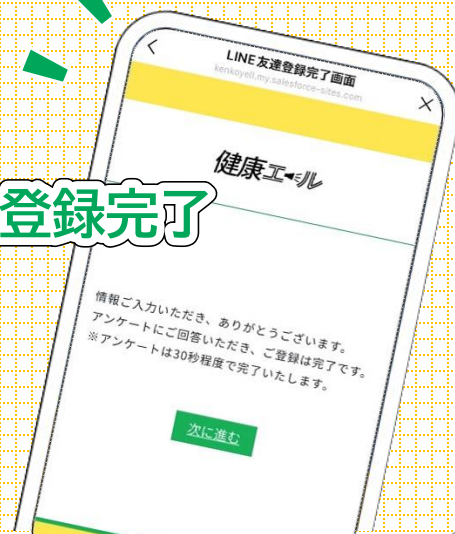 LINE 友達登録完了画面
kenkoyell.my.salesforce-sites.com
健康エール
登録完了
情報ご入力いただき、ありがとうございます。
アンケートにご回答いただき、ご登録は完了です。
※アンケートは30秒程度で完了いたします。
次に進む